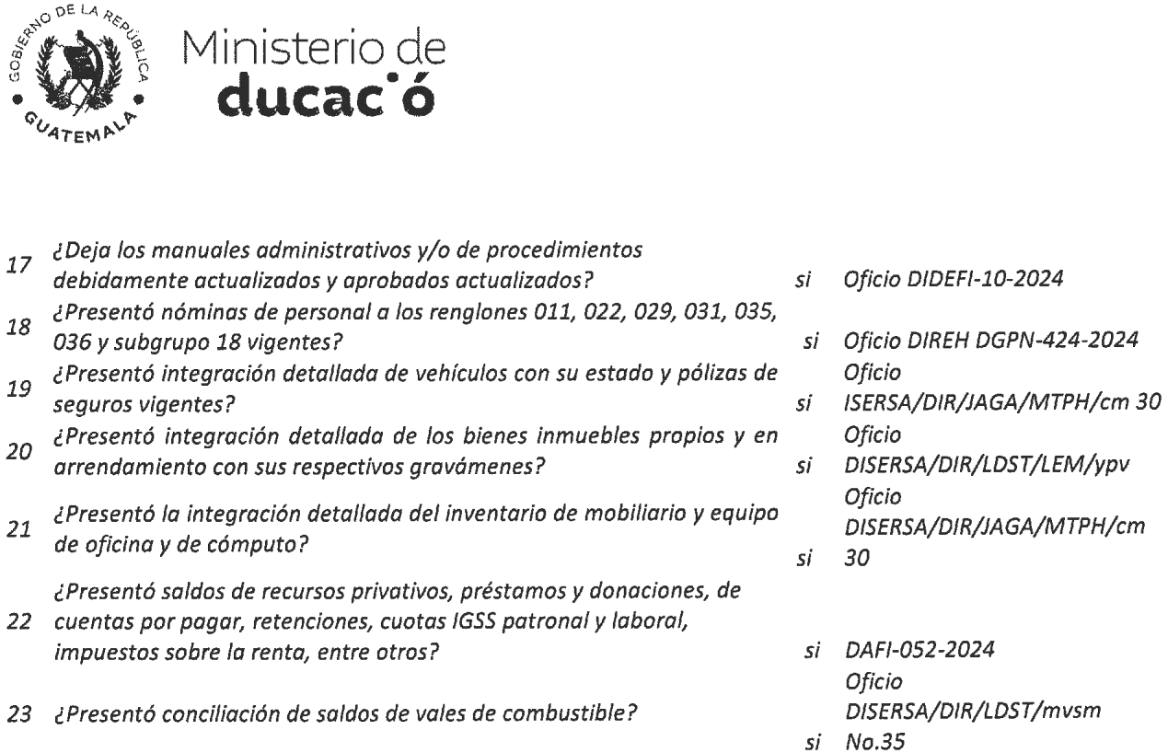 GOBIERNO DE LA REPÚBLICA
GUATEMALA
Ministerio de
ducac ó
17 ¿Deja los manuales administrativos y/o de procedimientos
debidamente actualizados y aprobados actualizados? si Oficio DIDEFI-10-2024
18 ¿Presentó nóminas de personal a los renglones 011, 022, 029, 031, 035,
036 y subgrupo 18 vigentes? si Oficio DIREH DGPN-424-2024
19 ¿Presentó integración detallada de vehículos con su estado y pólizas de Oficio
seguros vigentes? si ISERSA/DIR/JAGA/MTPH/cm 30
20 ¿Presentó integración detallada de los bienes inmuebles propios y en Oficio
arrendamiento con sus respectivos gravámenes? si DISERSA/DIR/LDST/LEM/ypv
21 ¿Presentó la integración detallada del inventario de mobiliario y equipo
de oficina y de cómputo? si Oficio
DISERSA/DIR/JAGA/MTPH/cm
30
22 ¿Presentó saldos de recursos privativos, préstamos y donaciones, de
cuentas por pagar, retenciones, cuotas IGSS patronal y laboral,
impuestos sobre la renta, entre otros? si DAFI-052-2024
23 ¿Presentó conciliación de saldos de vales de combustible? si Oficio
DISERSA/DIR/LDST/mvsm
No.35